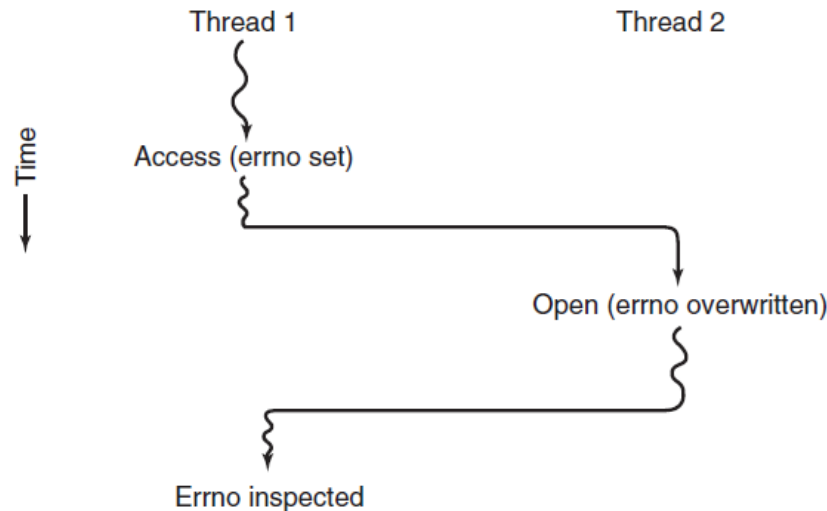 Thread 1
Thread 2
Time
Access (errno set)
Open (errno overwritten)
Errno inspected